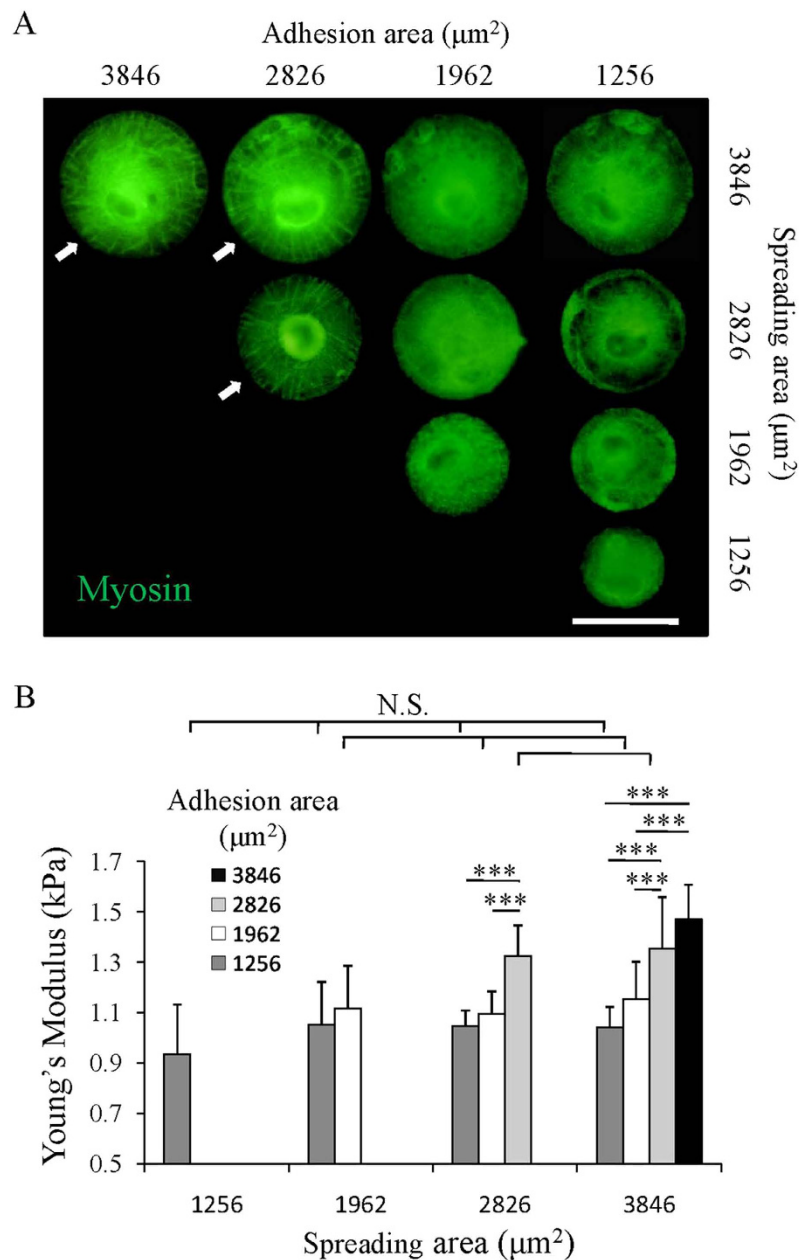 A
Adhesion area (μm²)
3846 2826 1962 1256
3846
2826
1962
1256
Spreading area (μm²)
Myosin
B
N.S.
Adhesion area
(μm²)
3846
2826
1962
1256
***
***
***
***
***
***
Young's Modulus (kPa)
1.7
1.5
1.3
1.1
0.9
0.7
0.5
1256 1962 2826 3846
Spreading area (μm²)